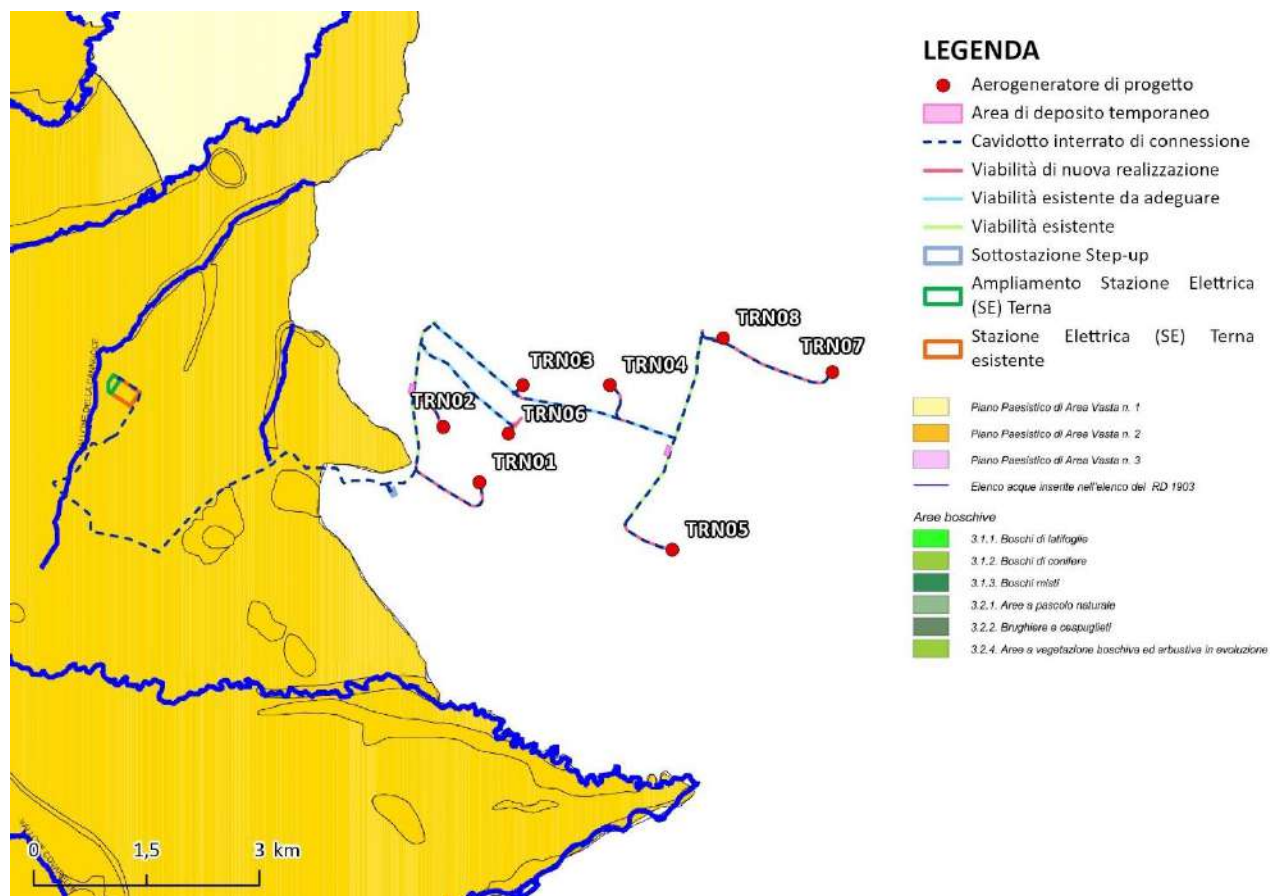 LEGENDA
Aerogeneratore di progetto
Area di deposito temporaneo
Cavidotto interrato di connessione
Viabilità di nuova realizzazione
Viabilità esistente da adeguare
Viabilità esistente
Sottostazione Step-up
Ampliamento Stazione Elettrica
(SE) Terna
Stazione Elettrica (SE) Terna
esistente
Piano Paesistico di Area Vasta n. 1
Piano Paesistico di Area Vasta n. 2
Piano Paesistico di Area Vasta n. 3
Elenco acque inserite nell'elenco del RD 1903
Aree boschive
3.1.1. Boschi di latifoglie
3.1.2. Boschi di conifere
3.1.3. Boschi misti
3.2.1. Aree a pascolo naturale
3.2.2. Brughiere e cespuglieti
3.2.4. Aree a vegetazione boschiva ed arbustiva in evoluzione
TRN08
TRN07
TRN03
TRN04
TRN02
TRN06
TRN01
TRN05
0 1,5 3 km